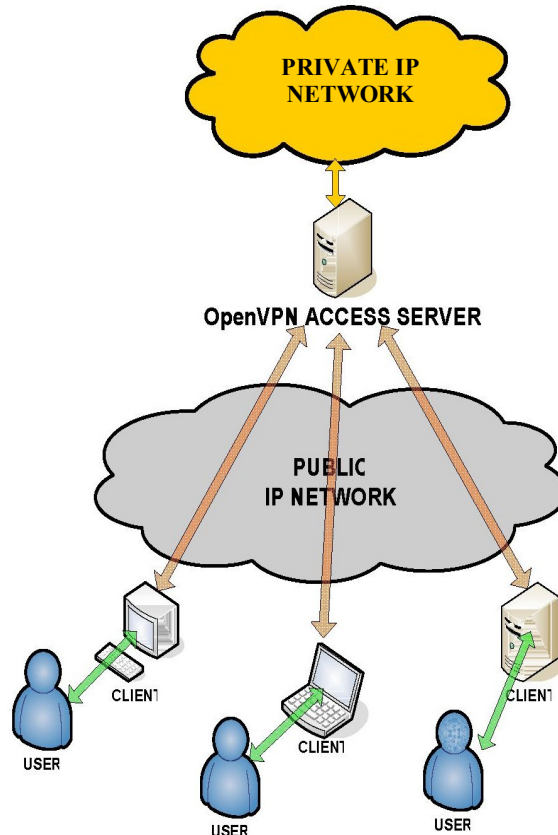 PRIVATE IP
NETWORK
OpenVPN ACCESS SERVER
PUBLIC
IP NETWORK
CLIENT
CLIENT
CLIENT
USER
USER
USER